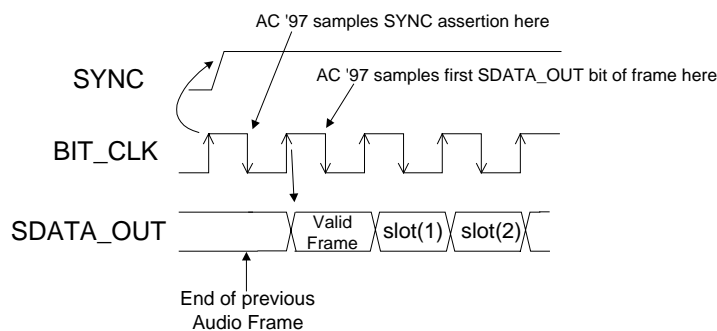 AC '97 samples SYNC assertion here
SYNC
AC '97 samples first SDATA_OUT bit of frame here
BIT_CLK
SDATA_OUT
Valid
Frame
slot(1)
slot(2)
End of previous
Audio Frame